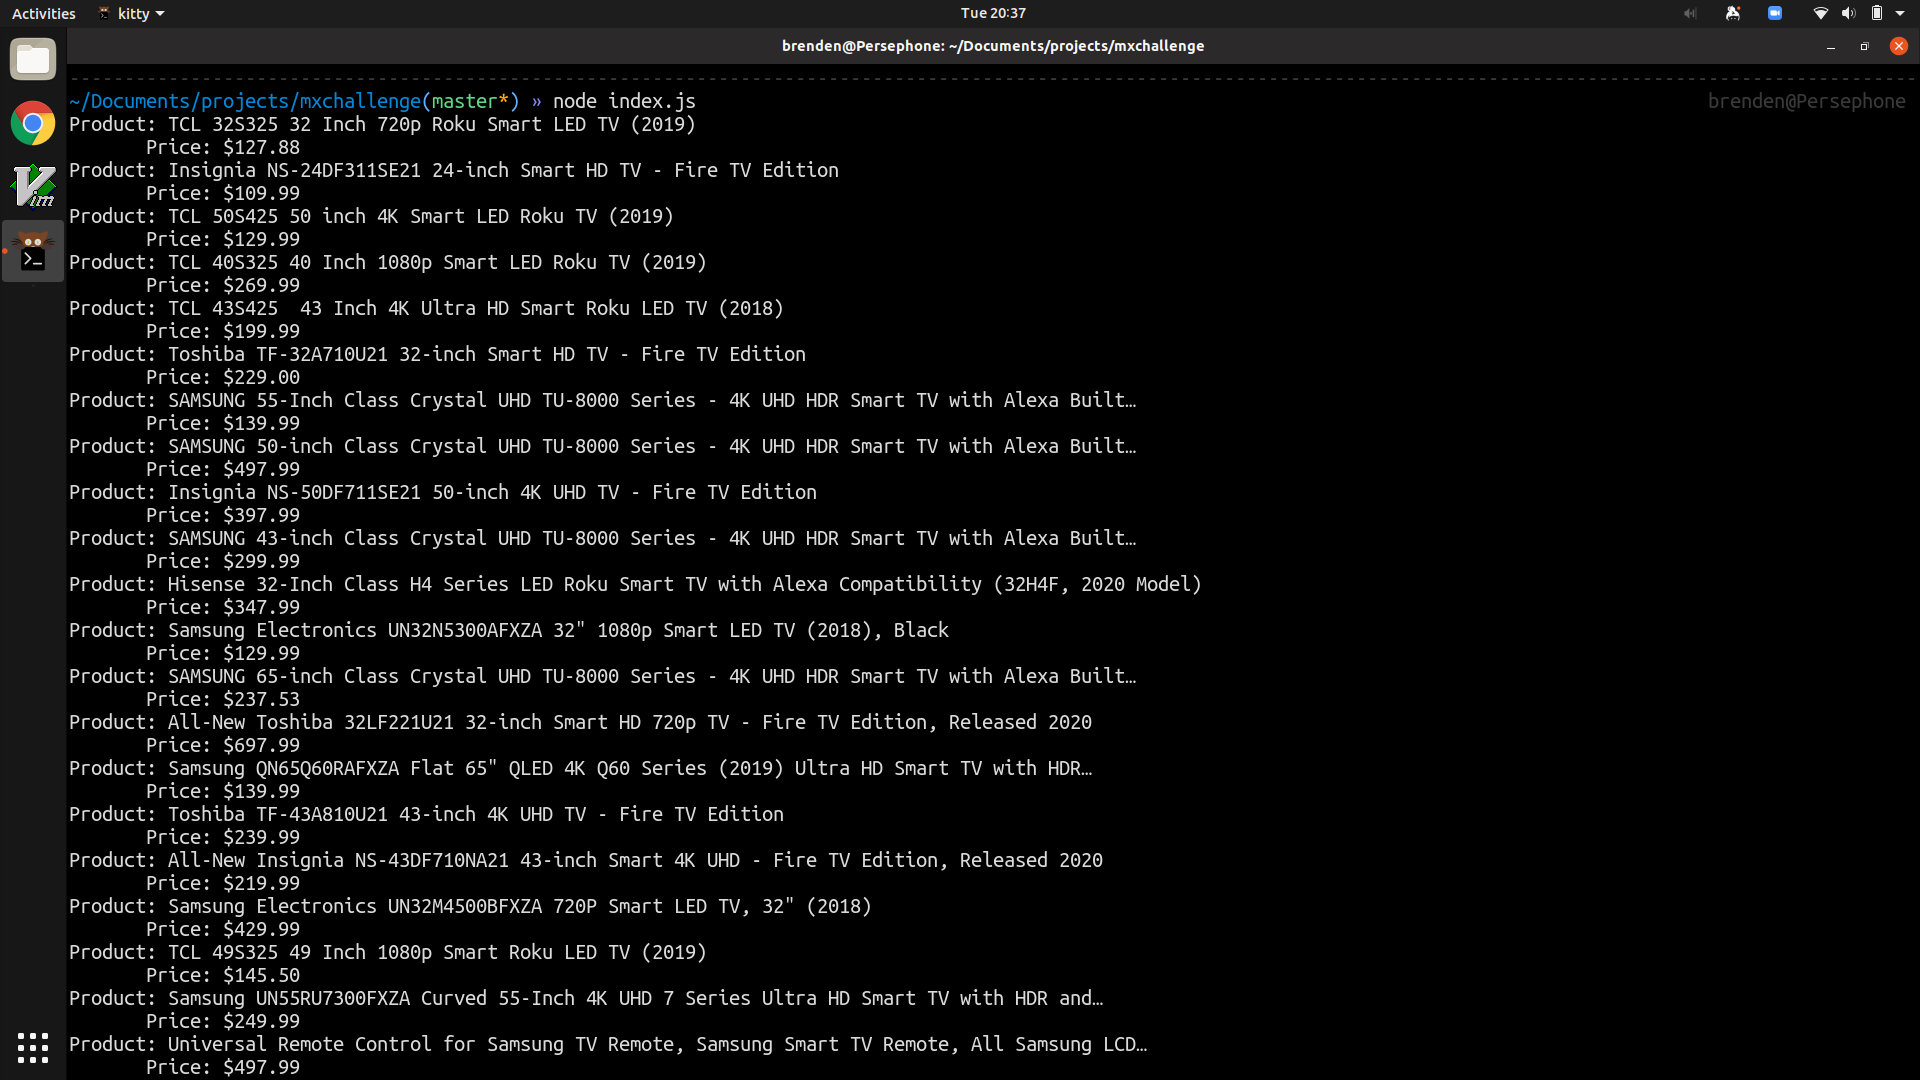 Activities kitty Tue 20:37
brenden@Persephone: ~/Documents/projects/mxchallenge
~/Documents/projects/mxchallenge(master*) » node index.js brenden@Persephone
Product: TCL 32S325 32 Inch 720p Roku Smart LED TV (2019)
Price: $127.88
Product: Insignia NS-24DF311SE21 24-inch Smart HD TV - Fire TV Edition
Price: $109.99
Product: TCL 50S425 50 inch 4K Smart LED Roku TV (2019)
Price: $129.99
Product: TCL 40S325 40 Inch 1080p Smart LED Roku TV (2019)
Price: $269.99
Product: TCL 43S425  43 Inch 4K Ultra HD Smart Roku LED TV (2018)
Price: $199.99
Product: Toshiba TF-32A710U21 32-inch Smart HD TV - Fire TV Edition
Price: $229.00
Product: SAMSUNG 55-Inch Class Crystal UHD TU-8000 Series - 4K UHD HDR Smart TV with Alexa Built…
Price: $139.99
Product: SAMSUNG 50-inch Class Crystal UHD TU-8000 Series - 4K UHD HDR Smart TV with Alexa Built…
Price: $497.99
Product: Insignia NS-50DF711SE21 50-inch 4K UHD TV - Fire TV Edition
Price: $397.99
Product: SAMSUNG 43-inch Class Crystal UHD TU-8000 Series - 4K UHD HDR Smart TV with Alexa Built…
Price: $299.99
Product: Hisense 32-Inch Class H4 Series LED Roku Smart TV with Alexa Compatibility (32H4F, 2020 Model)
Price: $347.99
Product: Samsung Electronics UN32N5300AFXZA 32" 1080p Smart LED TV (2018), Black
Price: $129.99
Product: SAMSUNG 65-inch Class Crystal UHD TU-8000 Series - 4K UHD HDR Smart TV with Alexa Built…
Price: $237.53
Product: All-New Toshiba 32LF221U21 32-inch Smart HD 720p TV - Fire TV Edition, Released 2020
Price: $697.99
Product: Samsung QN65Q60RAFXZA Flat 65" QLED 4K Q60 Series (2019) Ultra HD Smart TV with HDR…
Price: $139.99
Product: Toshiba TF-43A810U21 43-inch 4K UHD TV - Fire TV Edition
Price: $239.99
Product: All-New Insignia NS-43DF710NA21 43-inch Smart 4K UHD - Fire TV Edition, Released 2020
Price: $219.99
Product: Samsung Electronics UN32M4500BFXZA 720P Smart LED TV, 32" (2018)
Price: $429.99
Product: TCL 49S325 49 Inch 1080p Smart Roku LED TV (2019)
Price: $145.50
Product: Samsung UN55RU7300FXZA Curved 55-Inch 4K UHD 7 Series Ultra HD Smart TV with HDR and…
Price: $249.99
Product: Universal Remote Control for Samsung TV Remote, Samsung Smart TV Remote, All Samsung LCD…
Price: $497.99